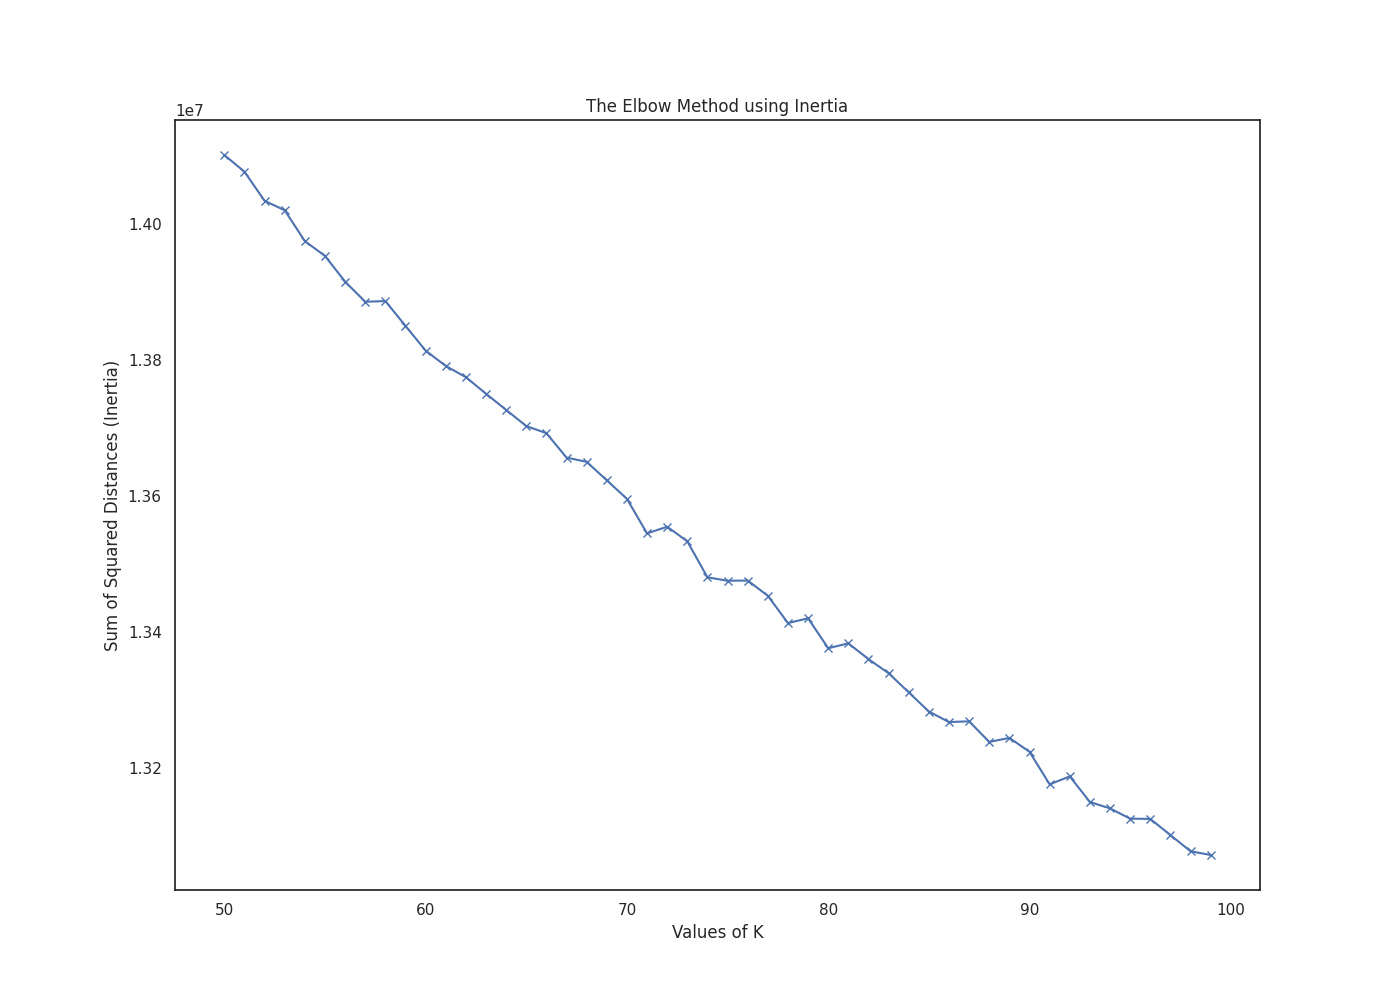 The Elbow Method using Inertia
1e7
1.40
1.38
1.36
1.34
1.32
Sum of Squared Distances (Inertia)
50 60 70 80 90 100
Values of K